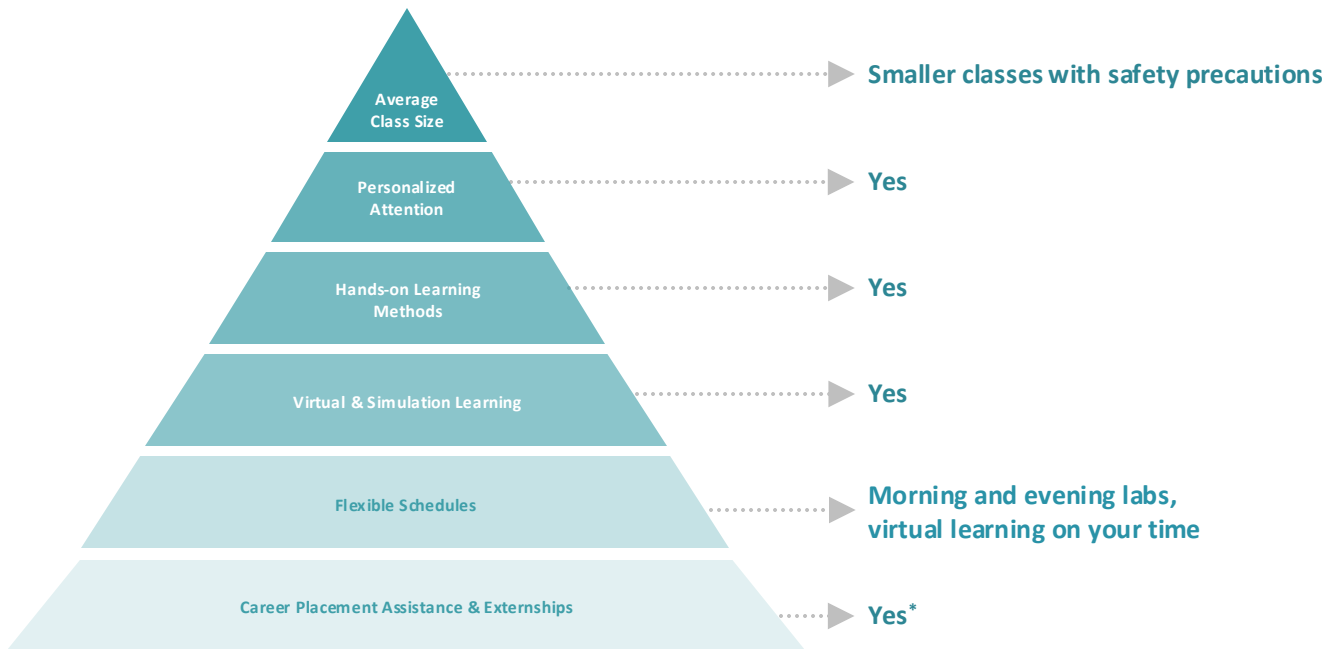 Average
Class Size
Smaller classes with safety precautions
Personalized
Attention
Yes
Hands-on Learning
Methods
Yes
Virtual & Simulation Learning
Yes
Flexible Schedules
Morning and evening labs,
virtual learning on your time
Career Placement Assistance & Externships
Yes*